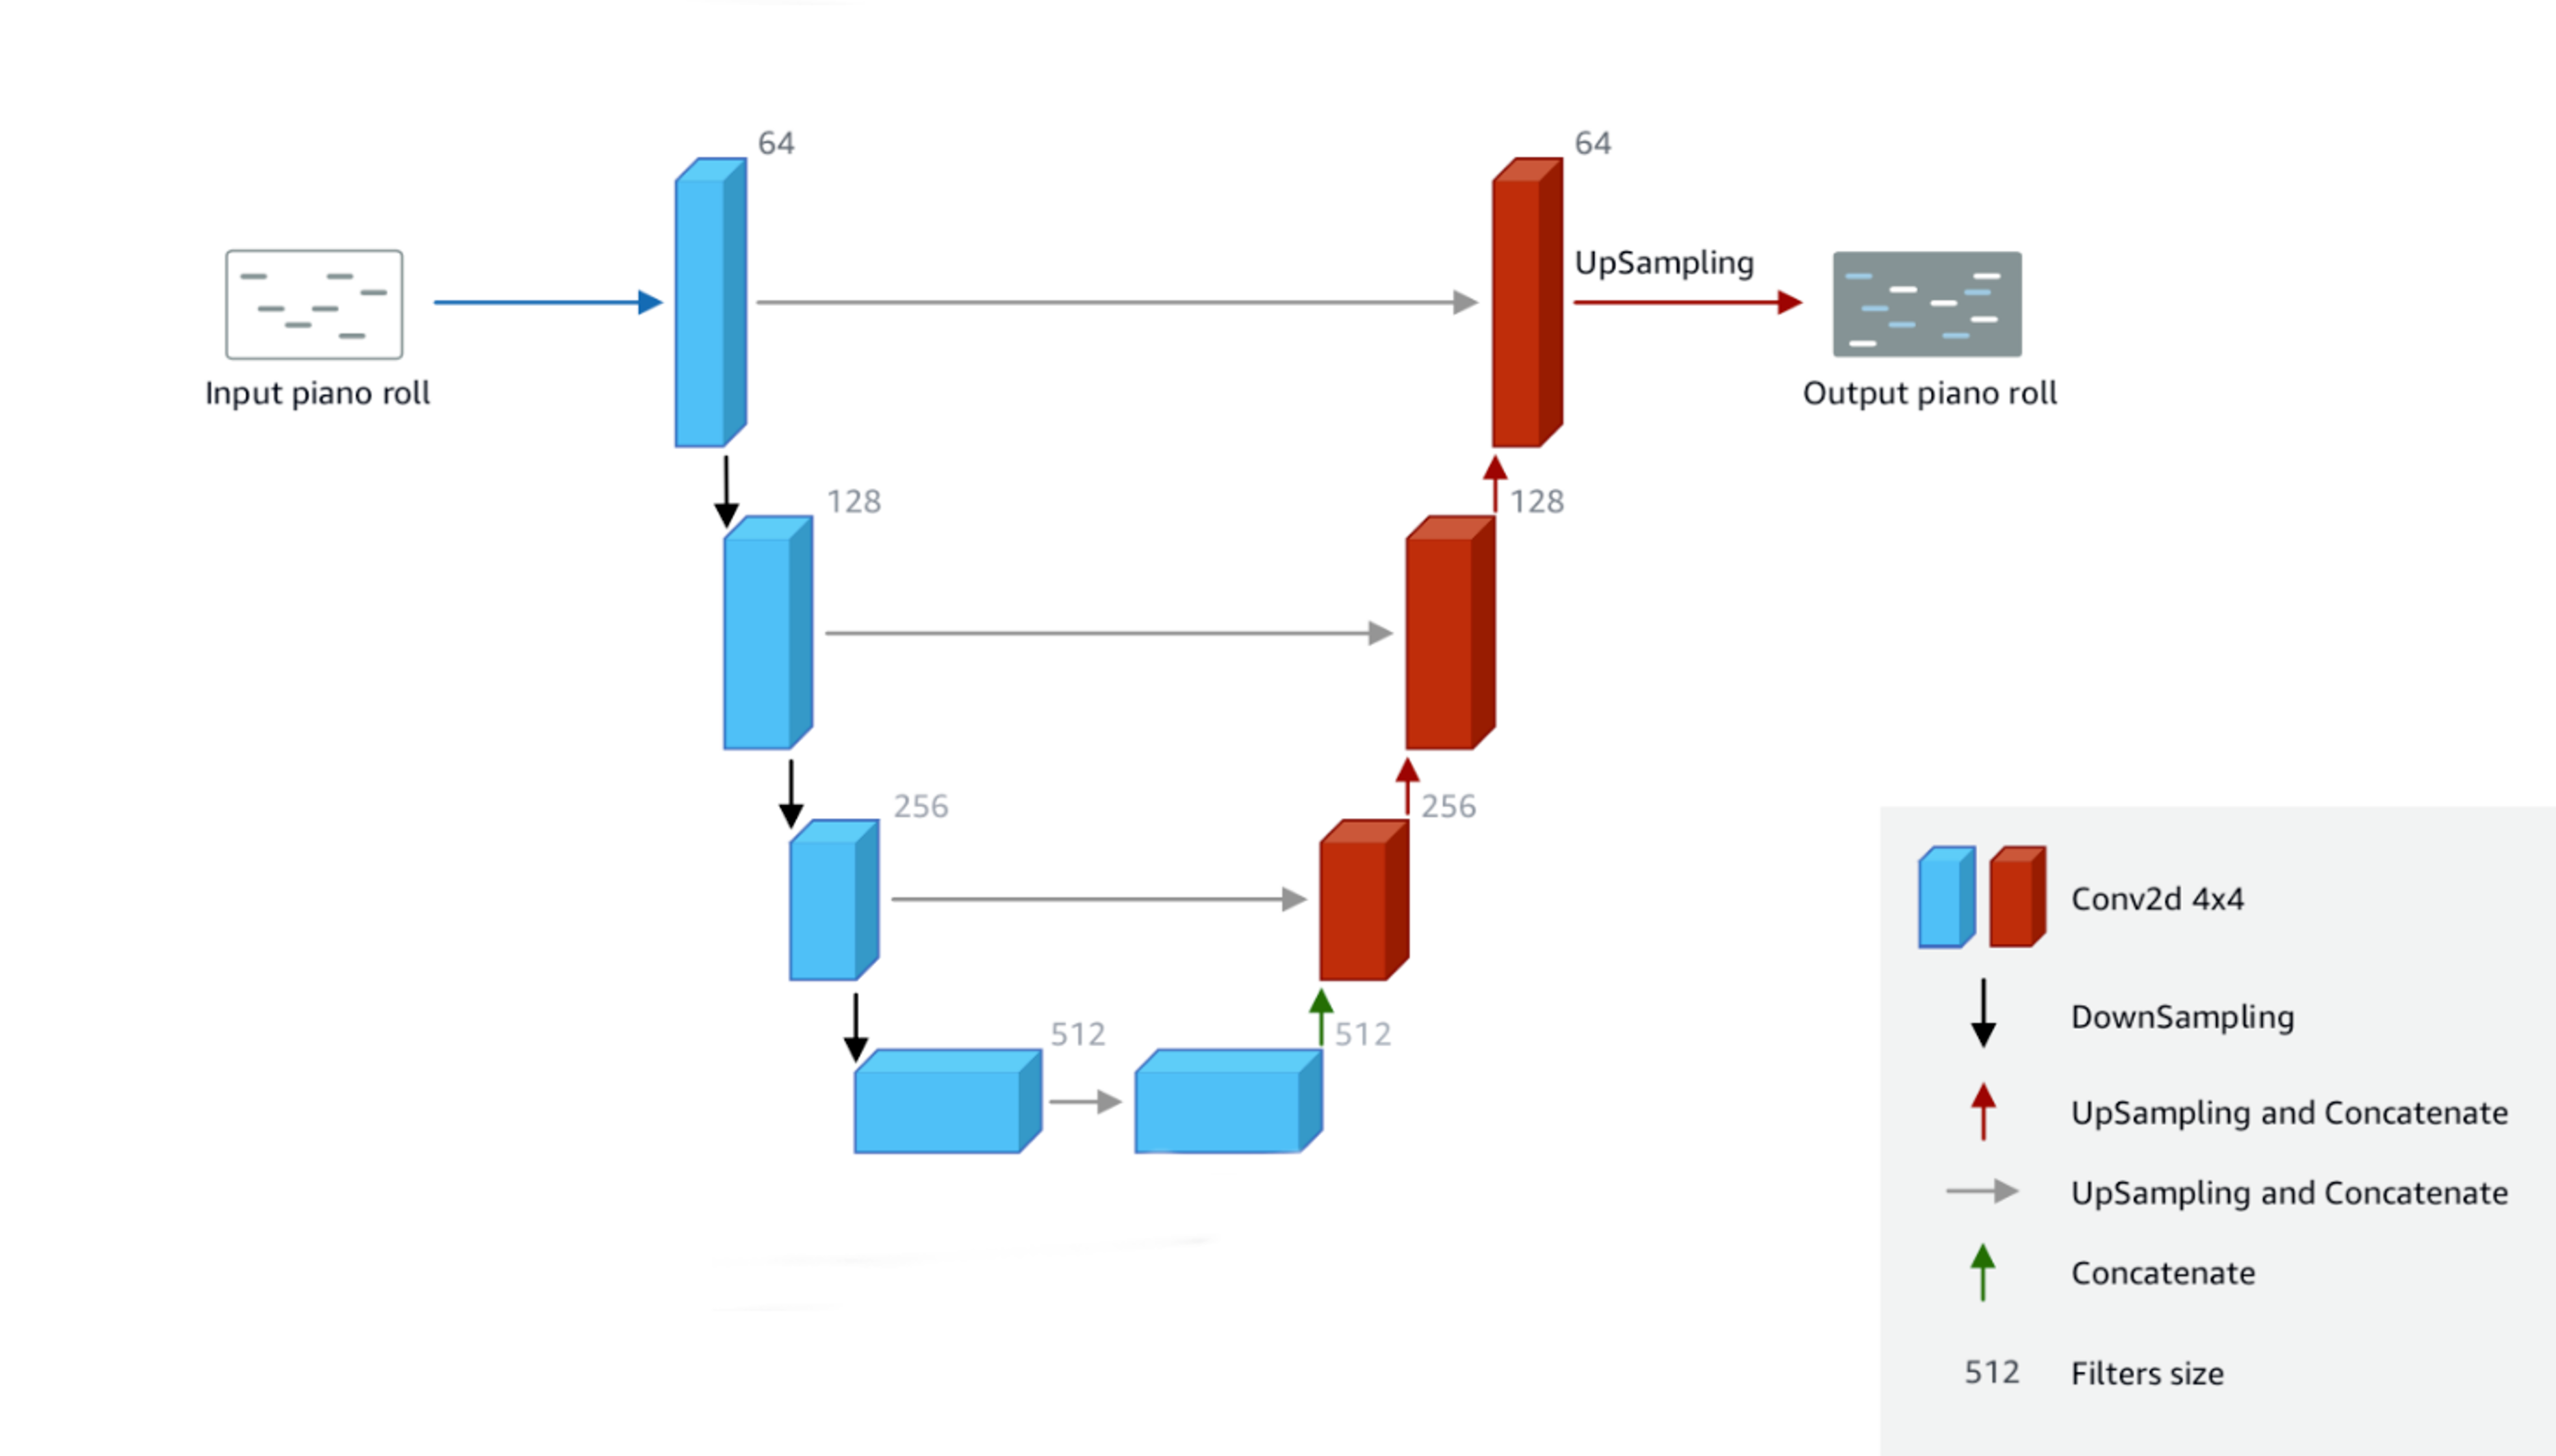 64
64
UpSampling
Input piano roll
Output piano roll
128
128
256
256
512
512
Conv2d 4x4
DownSampling
UpSampling and Concatenate
UpSampling and Concatenate
Concatenate
512 Filters size